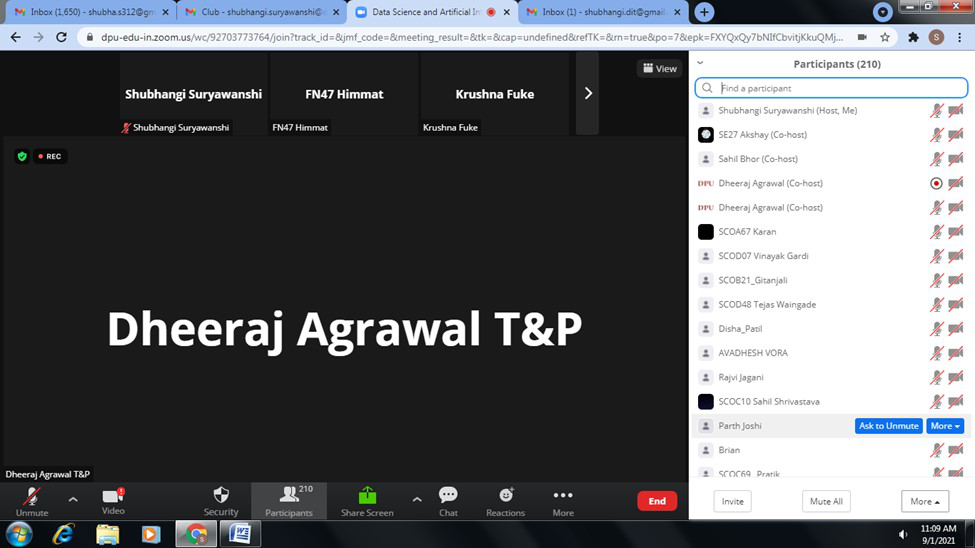 Inbox (1,650) - shubha.s312@gm
Club - shubhangi.suryawanshi@
Data Science and Artificial In
Inbox (1) - shubhangi.dit@gmail.
dpu-edu-in.zoom.us/wc/92703773764/join?track_id=&jmf_code=&meeting_result=&tk=&cap=undefined&refTK=&rn=true&po=7&epk=FXYQxQy7bNIfCbvitjKkuQMj...
S
Shubhangi Suryawanshi
FN47 Himmat
Krushna Fuke
View
Shubhangi Suryawanshi
FN47 Himmat
Krushna Fuke
REC
Dheeraj Agrawal T&P
Dheeraj Agrawal T&P
Participants (210)
Find a participant
Shubhangi Suryawanshi (Host, Me)
SE27 Akshay (Co-host)
Sahil Bhor (Co-host)
DPU Dheeraj Agrawal (Co-host)
DPU Dheeraj Agrawal (Co-host)
SCOA67 Karan
SCOD07 Vinayak Gardi
SCOB21_Gitanjali
SCOD48 Tejas Waingade
Disha_Patil
AVADHESH VORA
Rajvi Jagani
SCOC10 Sahil Shrivastava
Parth Joshi Ask to Unmute More
Brian
SCOC69_ Pratik
Invite Mute All More
Unmute
Video
Security
210
Participants
Share Screen
Chat
Reactions
More
End
11:09 AM
9/1/2021